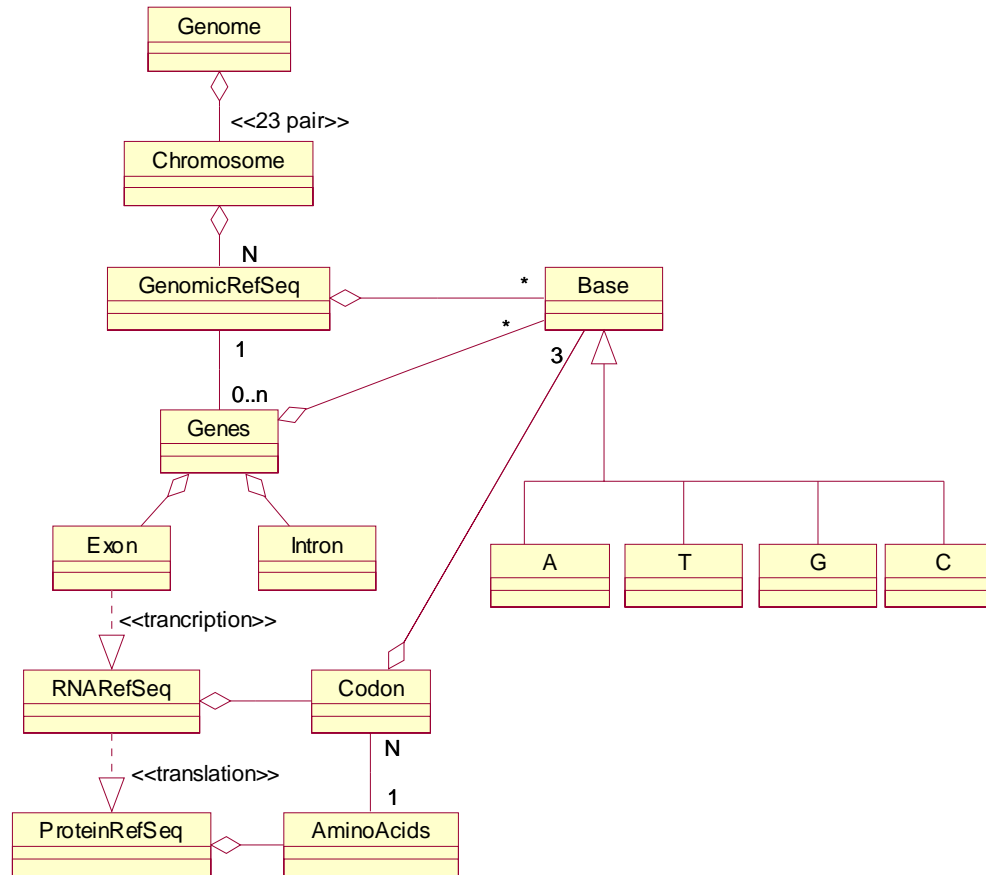 Genome
<<23 pair>>
Chromosome
N
GenomicRefSeq
*
Base
*
1
3
0..n
Genes
Exon
Intron
A
T
G
C
<<trancription>>
RNARefSeq
Codon
N
<<translation>>
1
ProteinRefSeq
AminoAcids